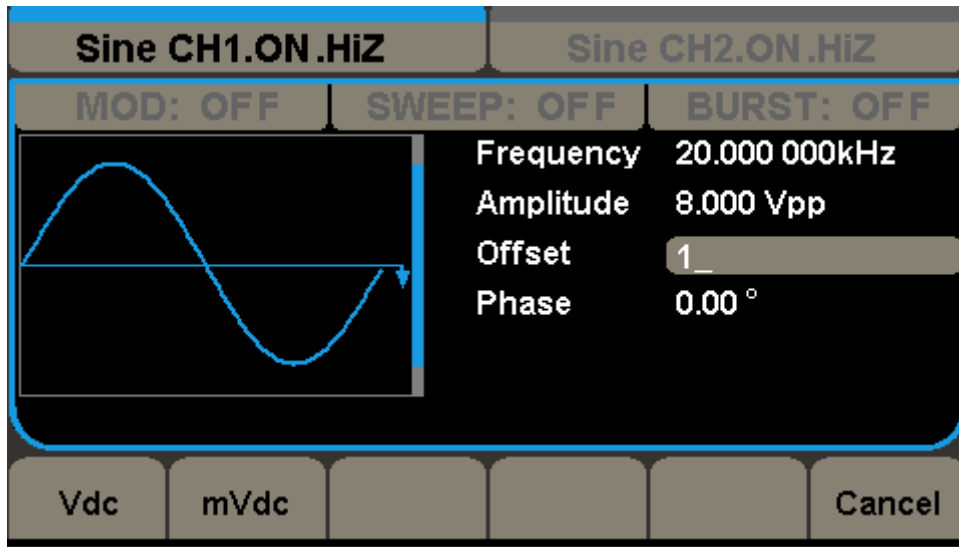 Sine CH1.ON.HiZ
Sine CH2.ON.HiZ
MOD: OFF
SWEEP: OFF
BURST: OFF
Frequency 20.000 000kHz
Amplitude 8.000 Vpp
Offset 1_
Phase 0.00 °
Vdc
mVdc
Cancel